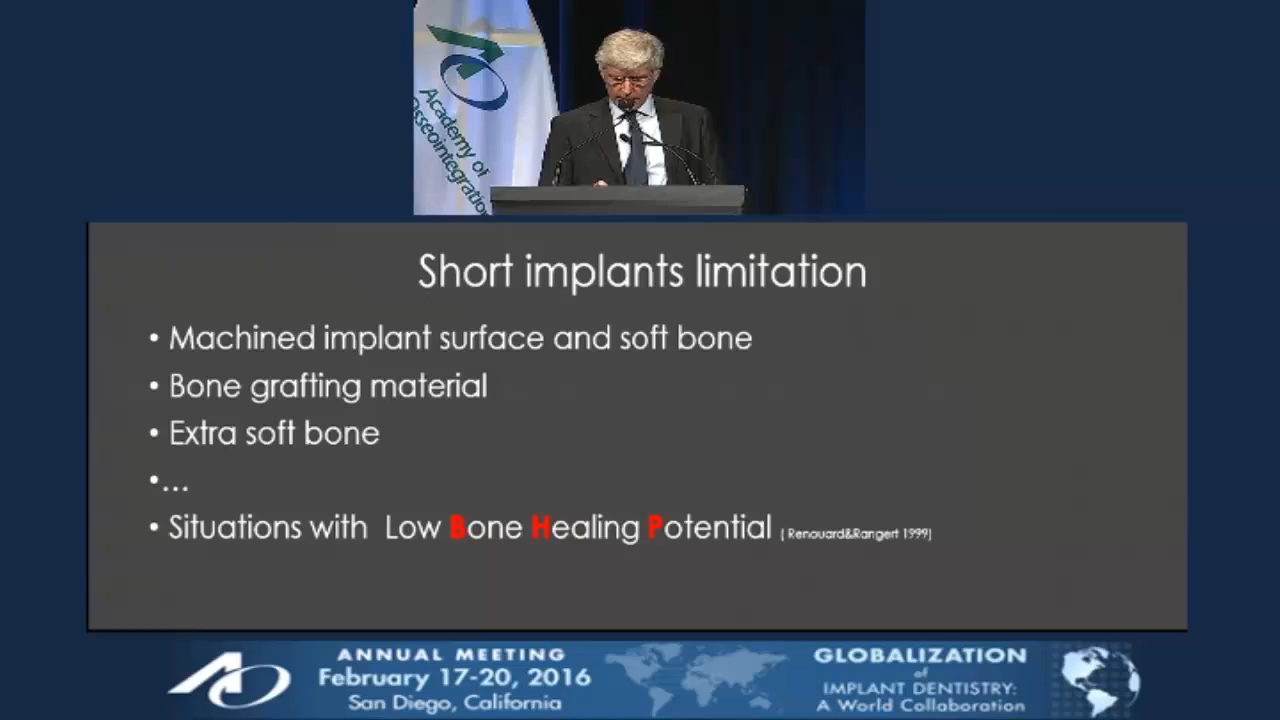 AO
Academy of
Osseointegration
Short implants limitation
• Machined implant surface and soft bone
• Bone grafting material
• Extra soft bone
•...
• Situations with Low Bone Healing Potential ( Renouard&Rangert 1999)
AO
ANNUAL MEETING
February 17-20, 2016
San Diego, California
GLOBALIZATION
of
IMPLANT DENTISTRY:
A World Collaboration